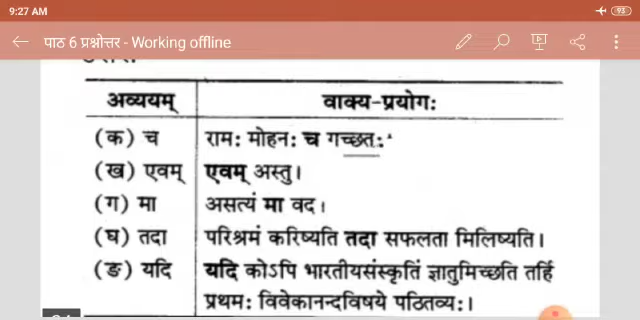 9:27 AM
93
पाठ 6 प्रश्नोत्तर - Working offline
अव्ययम् वाक्य-प्रयोगः
(क) च रामः मोहनः च गच्छतः
(ख) एवम् एवम् अस्तु।
(ग) मा असत्यं मा वद।
(घ) तदा परिश्रमं करिष्यति तदा सफलता मिलिष्यति।
(ङ) यदि यदि कोऽपि भारतीयसंस्कृतिं ज्ञातुमिच्छति तर्हि
प्रथमः विवेकानन्दविषये पठितव्यः।